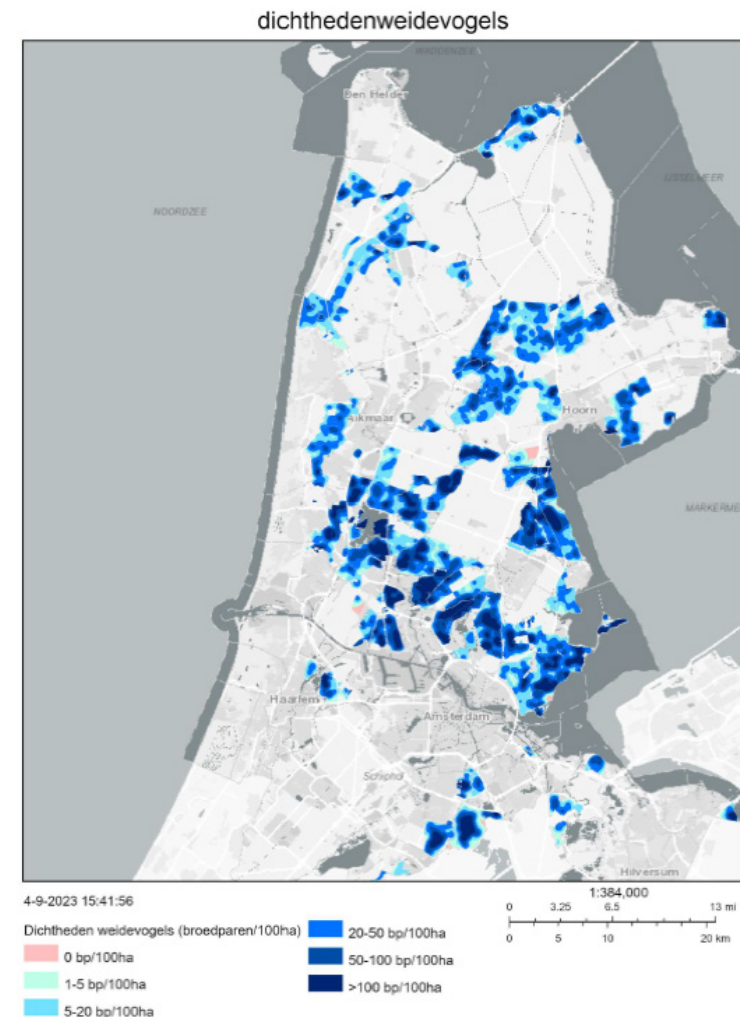 dichthedenweidevogels
WADDENZEE
Den Helder
IJSSELMEER
NOORDZEE
Alkmaar
Hoorn
MARKERME
Haarlem
Amsterdam
Schiphol
Hilversum
4-9-2023 15:41:56
1:384,000
0 3.25 6.5 13 mi
0 5 10 20 km
Dichtheden weidevogels (broedparen/100ha)
0 bp/100ha
1-5 bp/100ha
5-20 bp/100ha
20-50 bp/100ha
50-100 bp/100ha
>100 bp/100ha